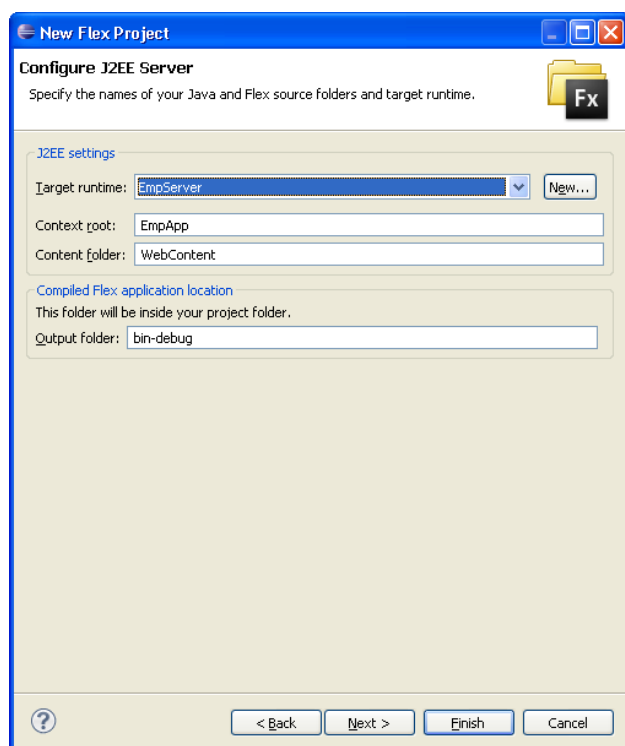 New Flex Project
Configure J2EE Server
Specify the names of your Java and Flex source folders and target runtime.
Fx
J2EE settings
Target runtime: EmpServer New...
Context root: EmpApp
Content folder: WebContent
Compiled Flex application location
This folder will be inside your project folder.
Output folder: bin-debug
? < Back Next > Finish Cancel